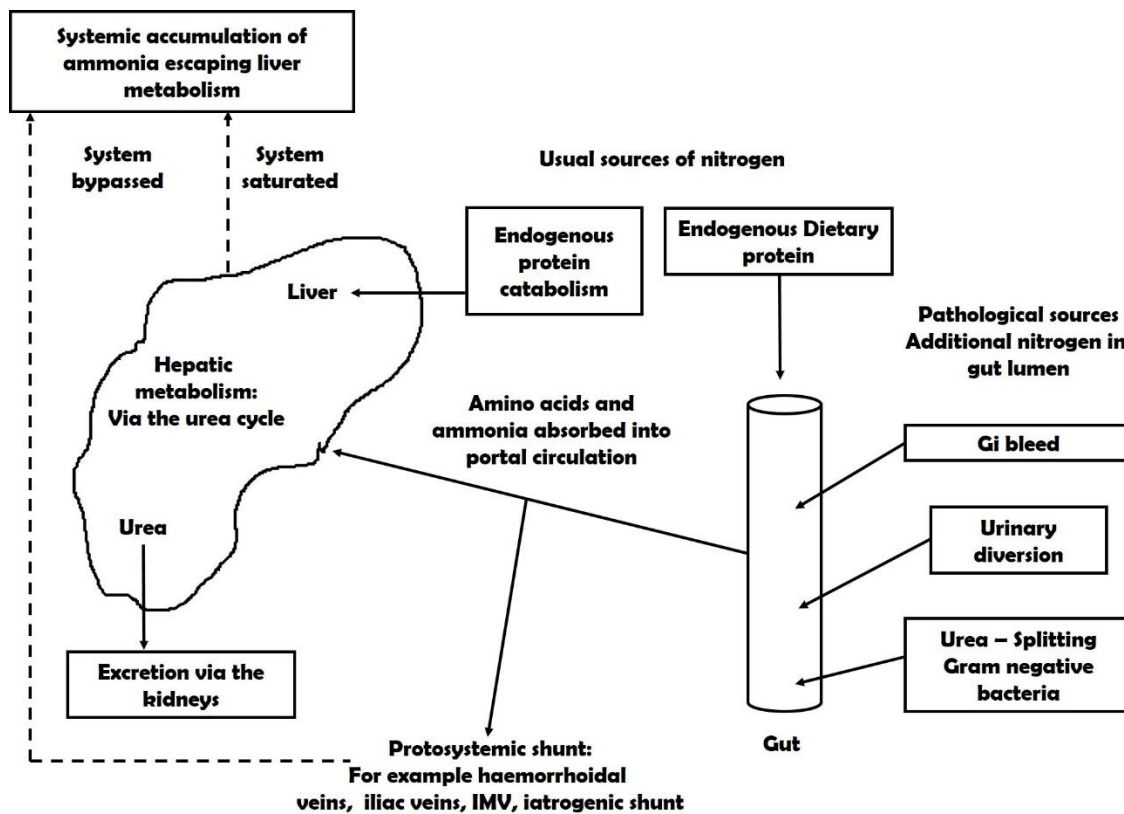 Systemic accumulation of
ammonia escaping liver
metabolism
System
bypassed
System
saturated
Usual sources of nitrogen
Endogenous
protein
catabolism
Endogenous Dietary
protein
Liver
Pathological sources
Additional nitrogen in
gut lumen
Hepatic
metabolism:
Via the urea cycle
Amino acids and
ammonia absorbed into
portal circulation
Gi bleed
Urea
Urinary
diversion
Excretion via the
kidneys
Urea – Splitting
Gram negative
bacteria
Gut
Protosystemic shunt:
For example haemorrhoidal
veins, iliac veins, IMV, iatrogenic shunt